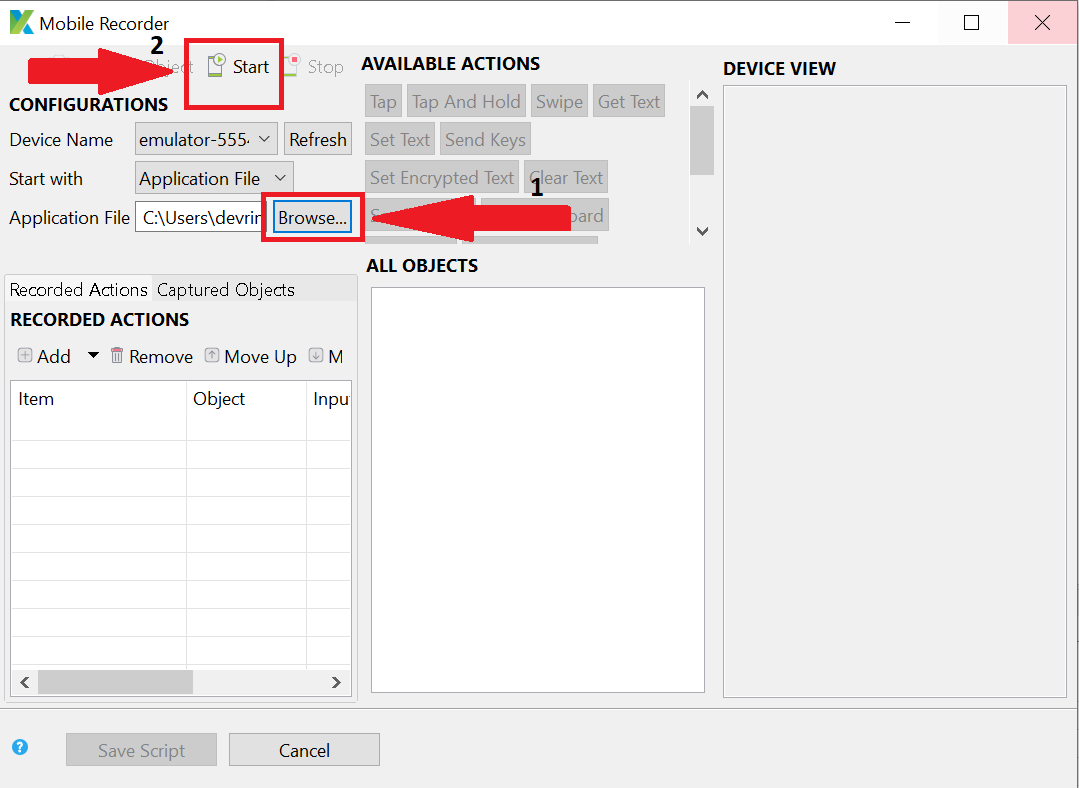 Mobile Recorder
2
Start
Stop
CONFIGURATIONS
Device Name
emulator-555
Refresh
Start with
Application File
Application File
C:\Users\devrin
Browse...
AVAILABLE ACTIONS
Tap
Tap And Hold
Swipe
Get Text
Set Text
Send Keys
Set Encrypted Text
Clear Text
1
ALL OBJECTS
DEVICE VIEW
Recorded Actions
Captured Objects
RECORDED ACTIONS
Add
Remove
Move Up
M
Item
Object
Inpu
?
Save Script
Cancel